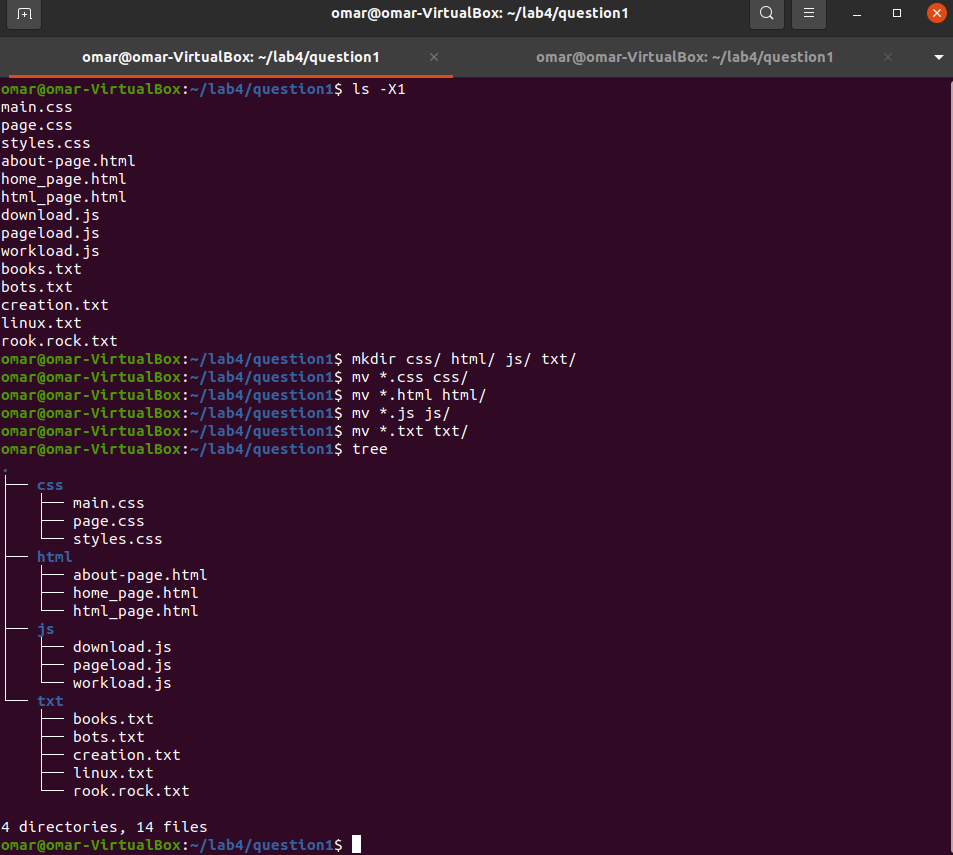 omar@omar-VirtualBox: ~/lab4/question1
omar@omar-VirtualBox: ~/lab4/question1
omar@omar-VirtualBox: ~/lab4/question1
omar@omar-VirtualBox:~/lab4/question1$ ls -X1
main.css
page.css
styles.css
about-page.html
home_page.html
html_page.html
download.js
pageload.js
workload.js
books.txt
bots.txt
creation.txt
linux.txt
rook.rock.txt
omar@omar-VirtualBox:~/lab4/question1$ mkdir css/ html/ js/ txt/
omar@omar-VirtualBox:~/lab4/question1$ mv *.css css/
omar@omar-VirtualBox:~/lab4/question1$ mv *.html html/
omar@omar-VirtualBox:~/lab4/question1$ mv *.js js/
omar@omar-VirtualBox:~/lab4/question1$ mv *.txt txt/
omar@omar-VirtualBox:~/lab4/question1$ tree
.
├── css
│   ├── main.css
│   ├── page.css
│   └── styles.css
├── html
│   ├── about-page.html
│   ├── home_page.html
│   └── html_page.html
├── js
│   ├── download.js
│   ├── pageload.js
│   └── workload.js
└── txt
    ├── books.txt
    ├── bots.txt
    ├── creation.txt
    ├── linux.txt
    └── rook.rock.txt
4 directories, 14 files
omar@omar-VirtualBox:~/lab4/question1$